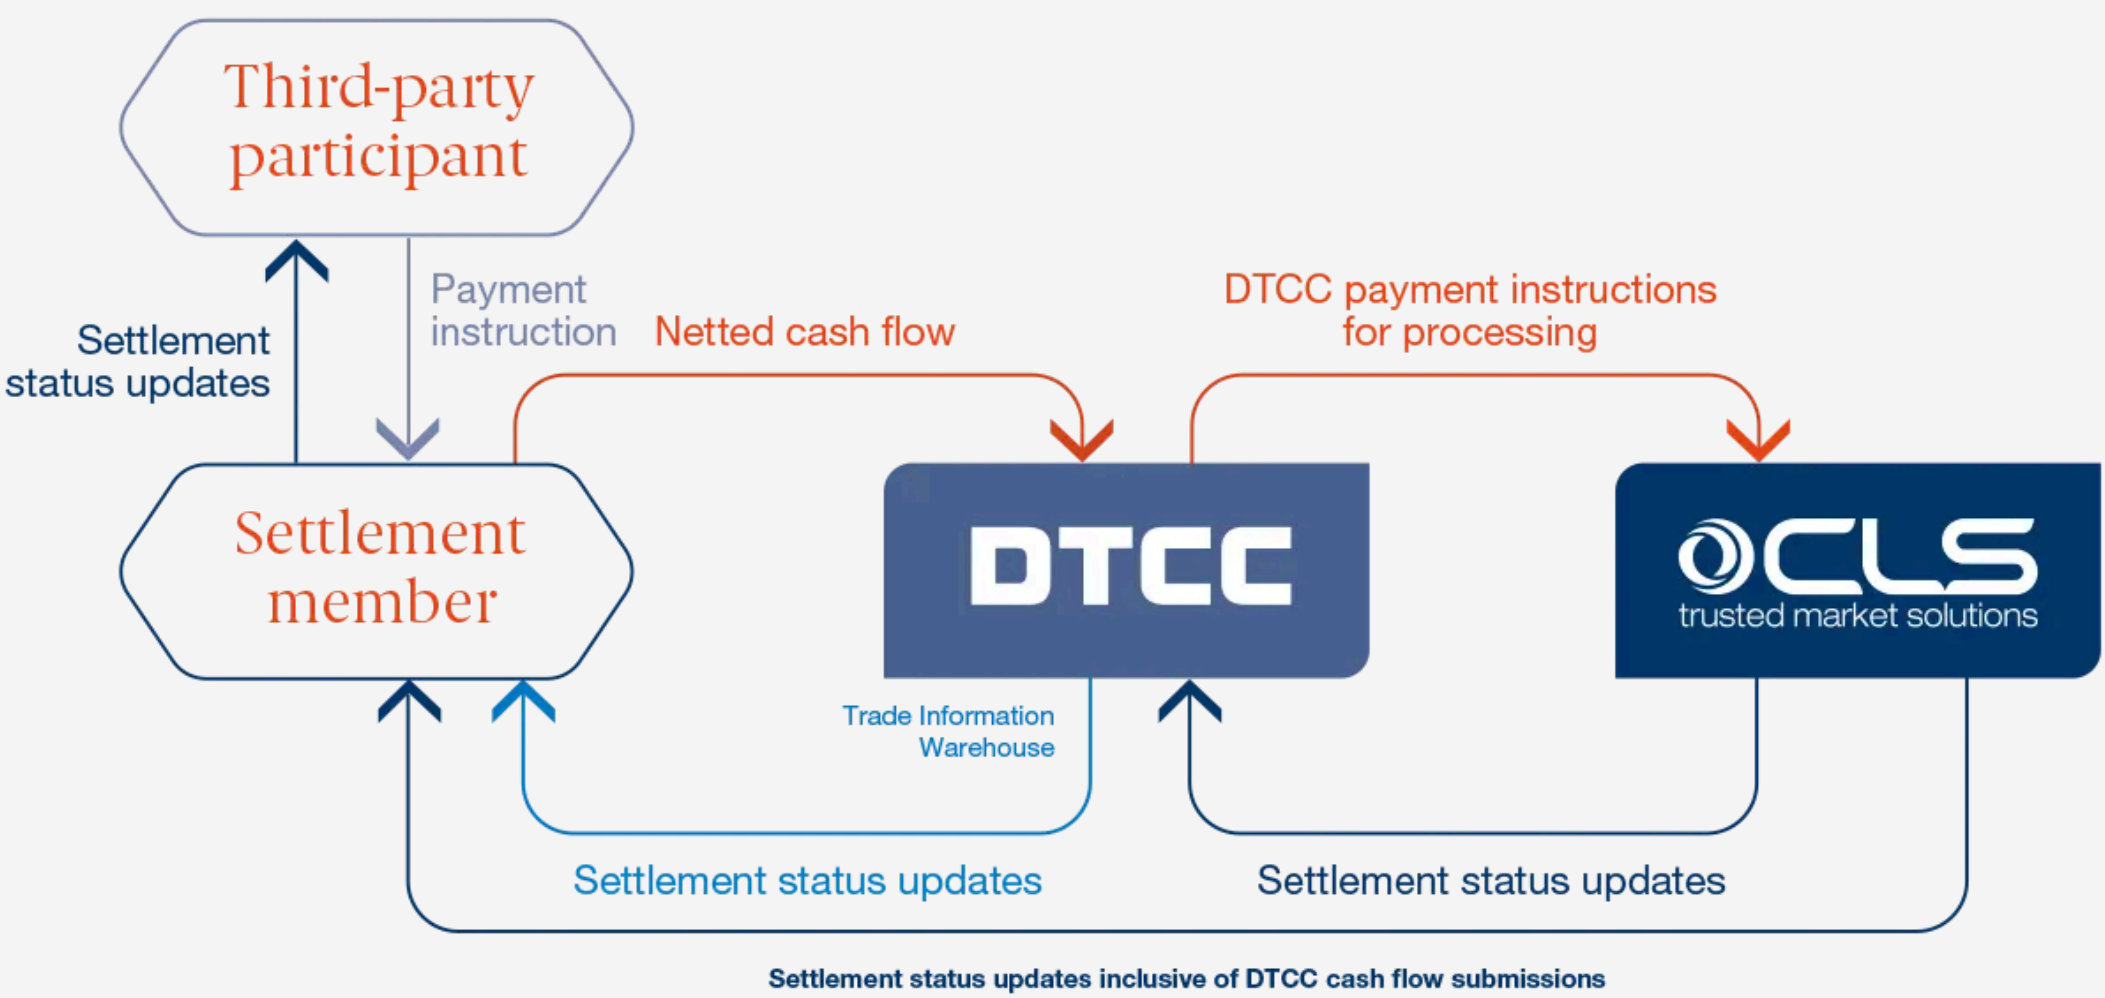 Third-party
participant
Payment
instruction
Settlement
status updates
Netted cash flow
DTCC payment instructions
for processing
Settlement
member
DTCC
CLS
trusted market solutions
Trade Information
Warehouse
Settlement status updates
Settlement status updates
Settlement status updates inclusive of DTCC cash flow submissions